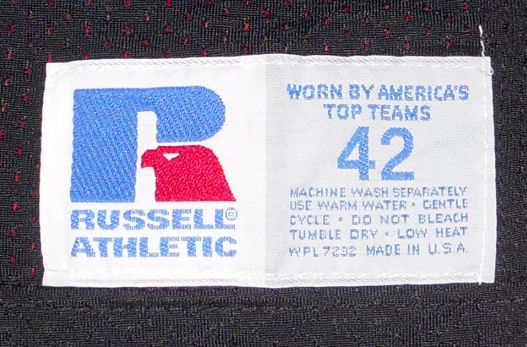 RUSSELL®
ATHLETIC
WORN BY AMERICA'S
TOP TEAMS
42
MACHINE WASH SEPARATELY
USE WARM WATER • GENTLE
CYCLE • DO NOT BLEACH
TUMBLE DRY • LOW HEAT
WPL 7232 MADE IN U.S.A.